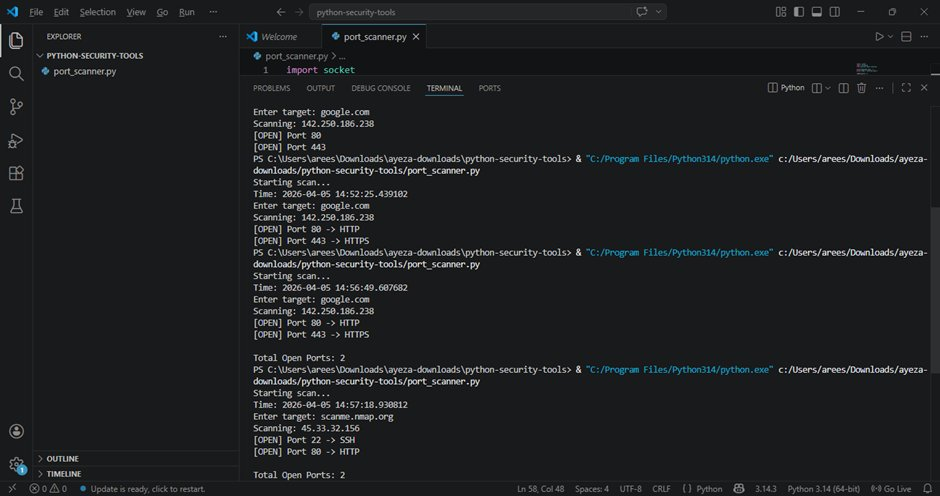 File Edit Selection View Go Run ··· python-security-tools
EXPLORER ···
PYTHON-SECURITY-TOOLS
port_scanner.py
OUTLINE
TIMELINE
Welcome port_scanner.py
port_scanner.py > ...
1 import socket
PROBLEMS OUTPUT DEBUG CONSOLE TERMINAL PORTS Python
Enter target: google.com
Scanning: 142.250.186.238
[OPEN] Port 80
[OPEN] Port 443
PS C:\Users\arees\Downloads\ayeza-downloads\python-security-tools> & "C:/Program Files/Python314/python.exe" c:/Users/arees/Downloads/ayeza-
downloads/python-security-tools/port_scanner.py
Starting scan...
Time: 2026-04-05 14:52:25.439102
Enter target: google.com
Scanning: 142.250.186.238
[OPEN] Port 80 -> HTTP
[OPEN] Port 443 -> HTTPS
PS C:\Users\arees\Downloads\ayeza-downloads\python-security-tools> & "C:/Program Files/Python314/python.exe" c:/Users/arees/Downloads/ayeza-
downloads/python-security-tools/port_scanner.py
Starting scan...
Time: 2026-04-05 14:56:49.607682
Enter target: google.com
Scanning: 142.250.186.238
[OPEN] Port 80 -> HTTP
[OPEN] Port 443 -> HTTPS
Total Open Ports: 2
PS C:\Users\arees\Downloads\ayeza-downloads\python-security-tools> & "C:/Program Files/Python314/python.exe" c:/Users/arees/Downloads/ayeza-
downloads/python-security-tools/port_scanner.py
Starting scan...
Time: 2026-04-05 14:57:18.930812
Enter target: scanme.nmap.org
Scanning: 45.33.32.156
[OPEN] Port 22 -> SSH
[OPEN] Port 80 -> HTTP
Total Open Ports: 2
1
0 0 Update is ready, click to restart. Ln 58, Col 48 Spaces: 4 UTF-8 CRLF { } Python 3.14.3 Python 3.14 (64-bit) Go Live